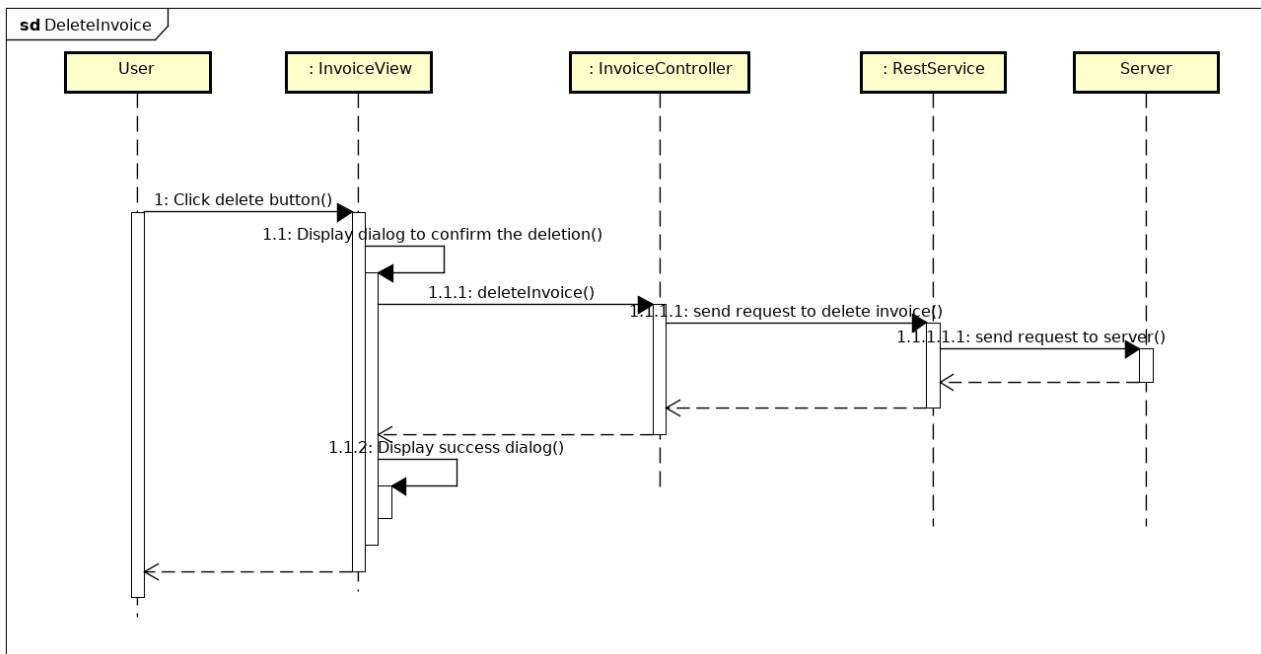 sd DeleteInvoice
User
: InvoiceView
: InvoiceController
: RestService
Server
1: Click delete button()
1.1: Display dialog to confirm the deletion()
1.1.1: deleteInvoice()
1.1.1.1: send request to delete invoice()
1.1.1.1.1: send request to server()
1.1.2: Display success dialog()